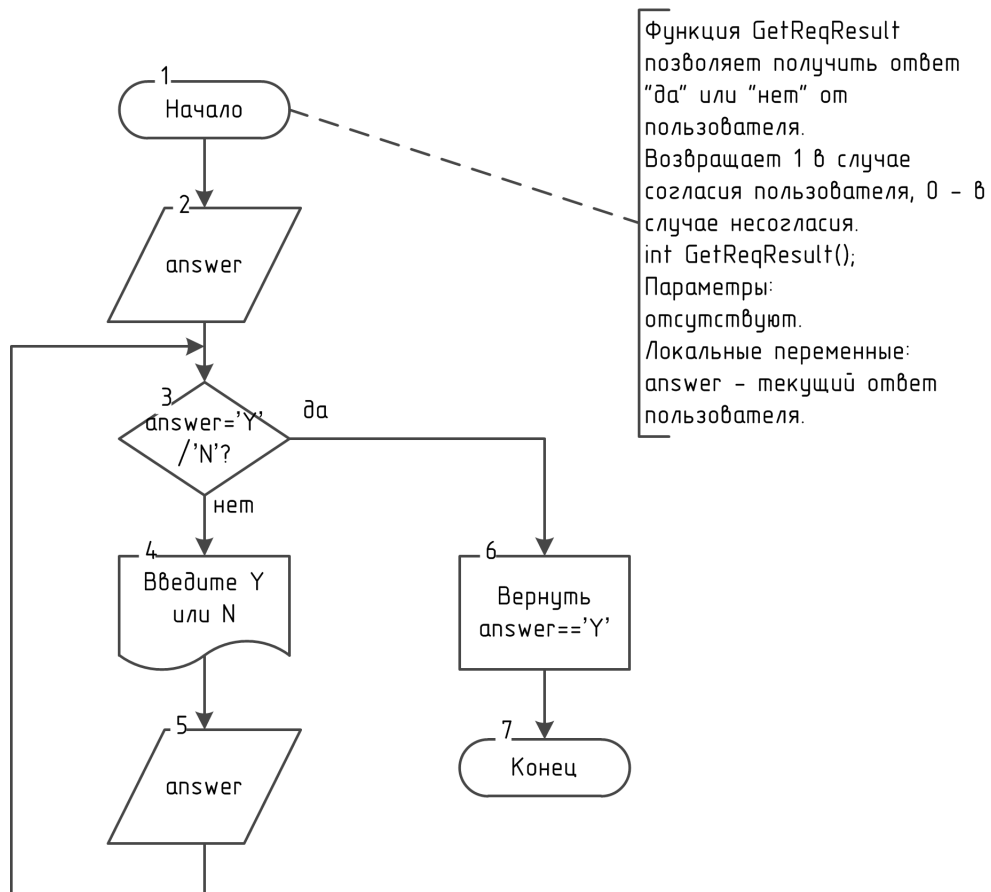 Функция GetReqResult
позволяет получить ответ
"да" или "нет" от
пользователя.
Возвращает 1 в случае
согласия пользователя, 0 - в
случае несогласия.
int GetReqResult();
Параметры:
отсутствуют.
Локальные переменные:
answer - текущий ответ
пользователя.
1
Начало
2
answer
3
answer='Y'
/'N'?
да
нет
4
Введите Y
или N
5
answer
6
Вернуть
answer=='Y'
7
Конец